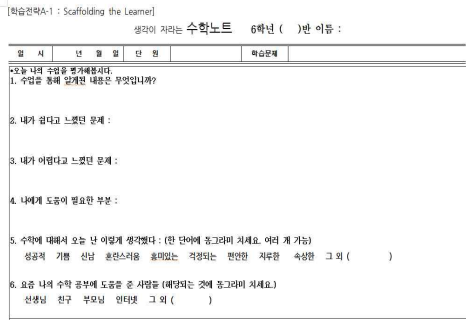 [학습전략A-1 : Scaffolding the Learner]
생각이 자라는 수학노트 6학년 ( )반 이름 :
일 시 년 월 일 단 원 학습문제
*오늘 나의 수업을 평가해봅시다.
1. 수업을 통해 알게된 내용은 무엇입니까?
2. 내가 쉽다고 느꼈던 문제 :
3. 내가 어렵다고 느꼈던 문제 :
4. 나에게 도움이 필요한 부분 :
5. 수학에 대해서 오늘 난 이렇게 생각했다 : (한 단어에 동그라미 치세요. 여러 개 가능)
성공적 기쁨 신남 혼란스러움 흥미있는 걱정되는 편안한 지루한 속상한 그 외 ( )
6. 요즘 나의 수학 공부에 도움을 준 사람들 (해당되는 것에 동그라미 치세요.)
선생님 친구 부모님 인터넷 그 외 ( )